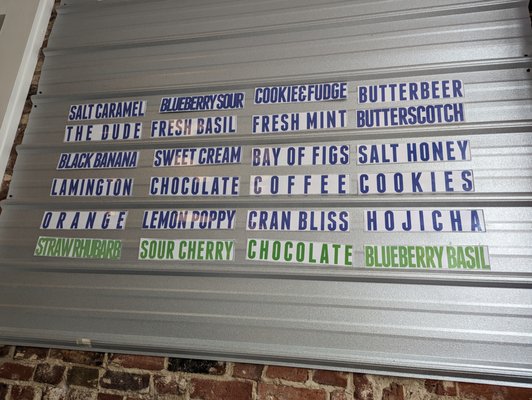 SALT CARAMEL BLUEBERRY SOUR COOKIE&FUDGE BUTTERBEER
THE DUDE FRESH BASIL FRESH MINT BUTTERSCOTCH
BLACK BANANA SWEET CREAM BAY OF FIGS SALT HONEY
LAMINGTON CHOCOLATE COFFEE COOKIES
ORANGE LEMON POPPY CRAN BLISS HOJICHA
STRAW RHUBARB SOUR CHERRY CHOCOLATE BLUEBERRY BASIL